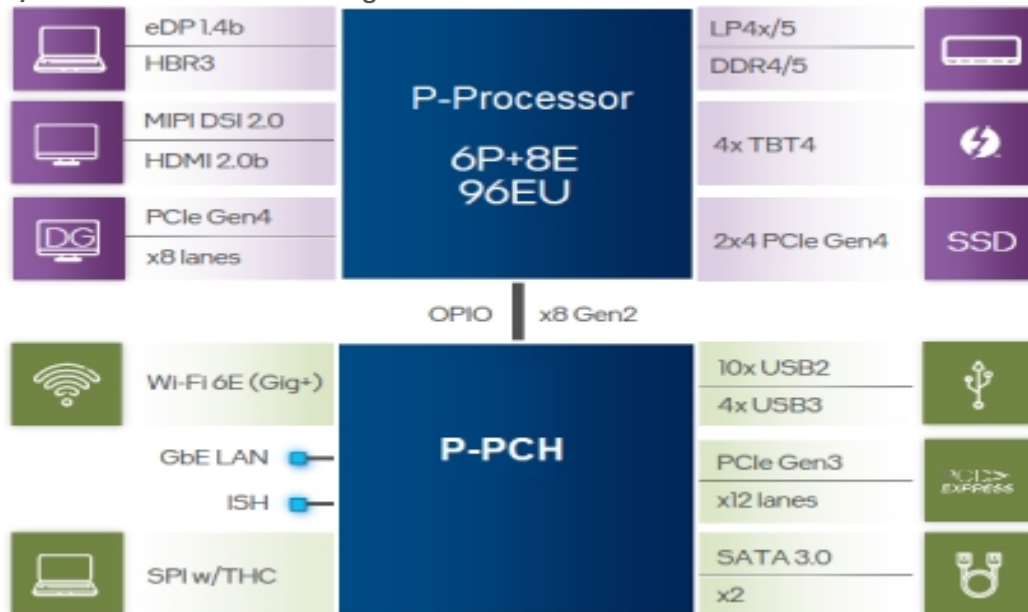 eDP 1.4b
HBR3
MIPI DSI 2.0
HDMI 2.0b
DG
PCIe Gen4
x8 lanes
P-Processor
6P+8E
96EU
LP4x/5
DDR4/5
4x TBT4
2x4 PCIe Gen4
SSD
OPIO
x8 Gen2
Wi-Fi 6E (Gig+)
GbE LAN
ISH
SPI w/THC
P-PCH
10x USB2
4x USB3
PCIe Gen3
x12 lanes
EXPRESS
SATA 3.0
x2